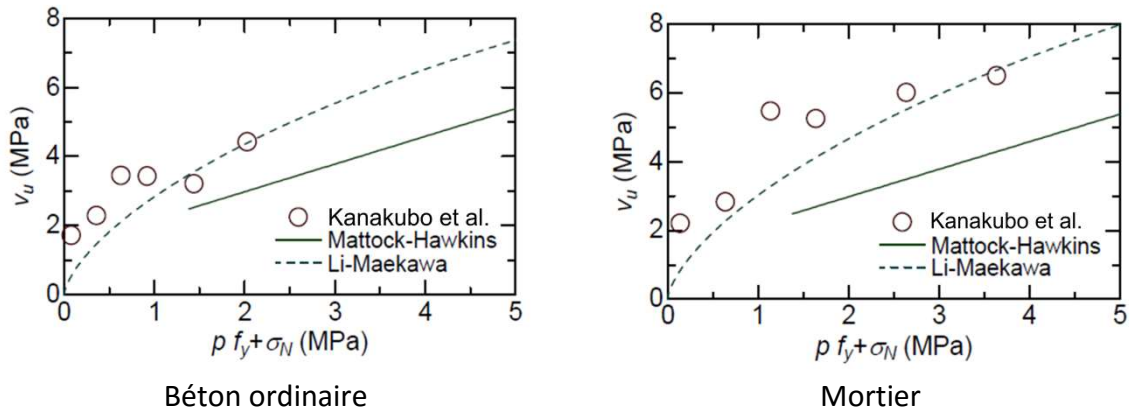 8
6
4
2
0
v_u (MPa)
Kanakubo et al.
Mattock-Hawkins
Li-Maekawa
0 1 2 3 4 5
p f_y+σ_N (MPa)
Béton ordinaire
8
6
4
2
0
v_u (MPa)
Kanakubo et al.
Mattock-Hawkins
Li-Maekawa
0 1 2 3 4 5
p f_y+σ_N (MPa)
Mortier